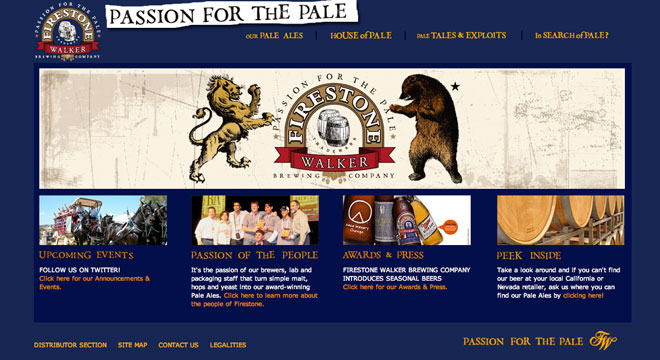 PASSION FOR THE PALE
PASSION FOR THE PALE
FIRESTONE
WALKER
BREWING COMPANY
OUR PALE ALES
HOUSE of PALE
PALE TALES & EXPLOITS
In SEARCH of PALE?
PASSION FOR THE PALE
FIRESTONE
TRADEMARK
WALKER
BREWING COMPANY
UPCOMING EVENTS
FOLLOW US ON TWITTER!
Click here for our Announcements &
Events.
PASSION OF THE PEOPLE
It's the passion of our brewers, lab and
packaging staff that turn simple malt,
hops and yeast into our award-winning
Pale Ales. Click here to learn more about
the people of Firestone.
AWARDS & PRESS
FIRESTONE WALKER BREWING COMPANY
INTRODUCES SEASONAL BEERS
Click here for our Awards & Press.
PEEK INSIDE
Take a look around and if you can't find
our beer at your local California or
Nevada retailer, ask us where you can
find our Pale Ales by clicking here!
DISTRIBUTOR SECTION
SITE MAP
CONTACT US
LEGALITIES
PASSION FOR THE PALE
FW